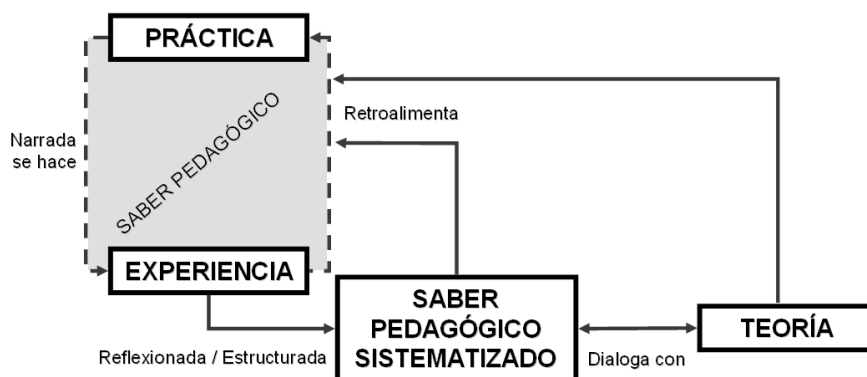 PRÁCTICA
SABER PEDAGÓGICO
Retroalimenta
Narrada
se hace
EXPERIENCIA
SABER
PEDAGÓGICO
SISTEMATIZADO
TEORÍA
Reflexionada / Estructurada
Dialoga con